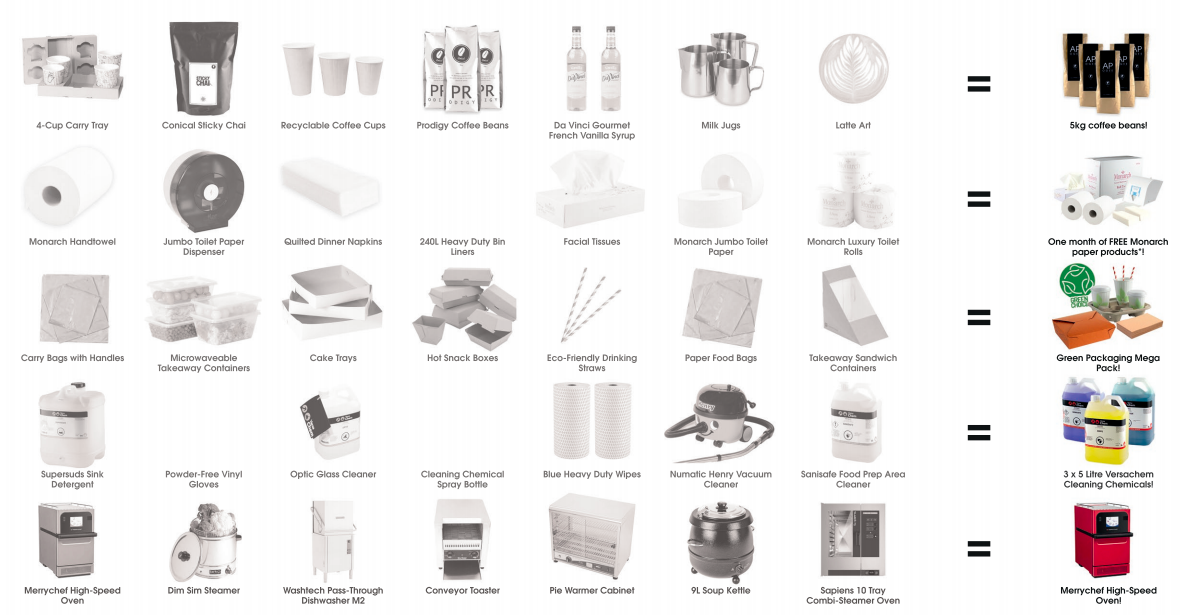 STICKY
CHAI
PR
PR
PR
ODIGY
AP
AP
AP
4-Cup Carry Tray
Conical Sticky Chai
Recyclable Coffee Cups
Prodigy Coffee Beans
Da Vinci Gourmet
French Vanilla Syrup
Milk Jugs
Latte Art
=
5kg coffee beans!
Monarch Handtowel
Jumbo Toilet Paper
Dispenser
Quilted Dinner Napkins
240L Heavy Duty Bin
Liners
Facial Tissues
Monarch Jumbo Toilet
Paper
Monarch Luxury Toilet
Rolls
=
One month of FREE Monarch
paper products*!
GREEN
CHOICE
Carry Bags with Handles
Microwaveable
Takeaway Containers
Cake Trays
Hot Snack Boxes
Eco-Friendly Drinking
Straws
Paper Food Bags
Takeaway Sandwich
Containers
=
Green Packaging Mega
Pack!
Supersuds Sink
Detergent
Powder-Free Vinyl
Gloves
Optic Glass Cleaner
Cleaning Chemical
Spray Bottle
Blue Heavy Duty Wipes
Numatic Henry Vacuum
Cleaner
Sanisafe Food Prep Area
Cleaner
=
3 x 5 Litre Versachem
Cleaning Chemicals!
Merrychef High-Speed
Oven
Dim Sim Steamer
Washtech Pass-Through
Dishwasher M2
Conveyor Toaster
Pie Warmer Cabinet
9L Soup Kettle
Sapiens 10 Tray
Combi-Steamer Oven
=
Merrychef High-Speed
Oven!